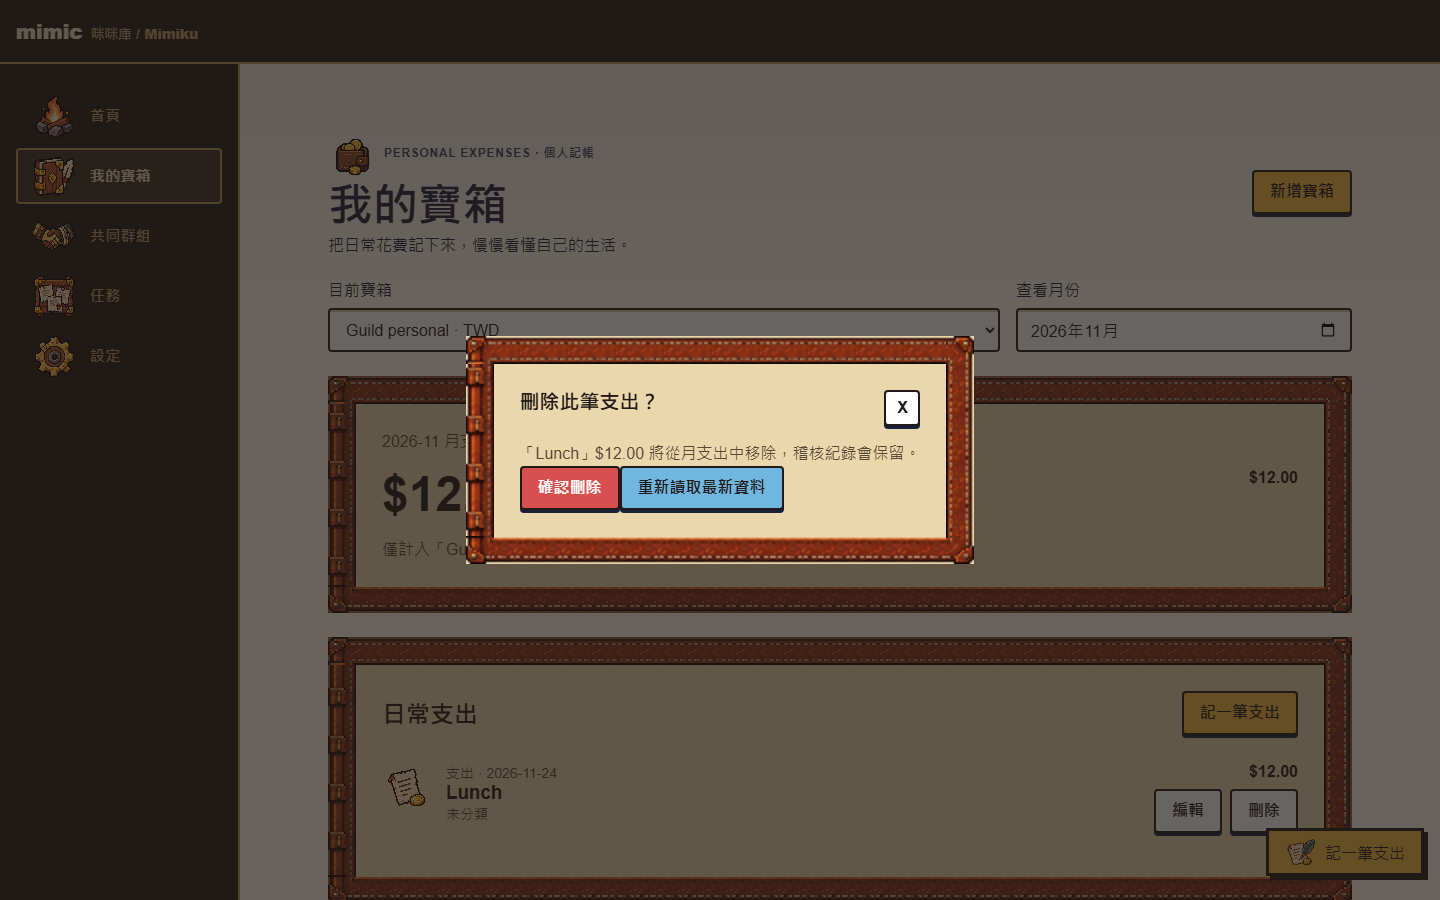 mimic 咪咪庫 / Mimiku
首頁
我的寶箱
共同群組
任務
設定
PERSONAL EXPENSES · 個人記帳
我的寶箱
把日常花費記下來，慢慢看懂自己的生活。
新增寶箱
目前寶箱
查看月份
Guild personal · TWD
2026年11月
2026-11 月
$12
$12.00
僅計入「Gu
刪除此筆支出？
X
「Lunch」$12.00 將從月支出中移除，稽核紀錄會保留。
確認刪除
重新讀取最新資料
日常支出
記一筆支出
支出 · 2026-11-24
Lunch
未分類
$12.00
編輯
刪除
記一筆支出